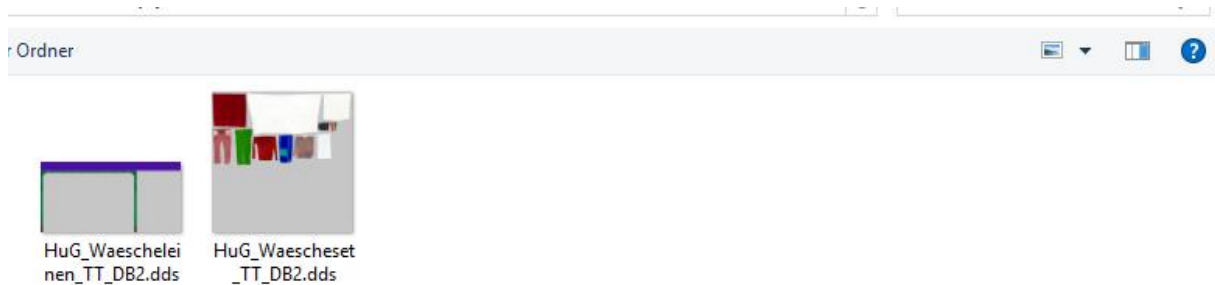 r Ordner
HuG_Waeschelei
nen_TT_DB2.dds
HuG_Waescheset
_TT_DB2.dds